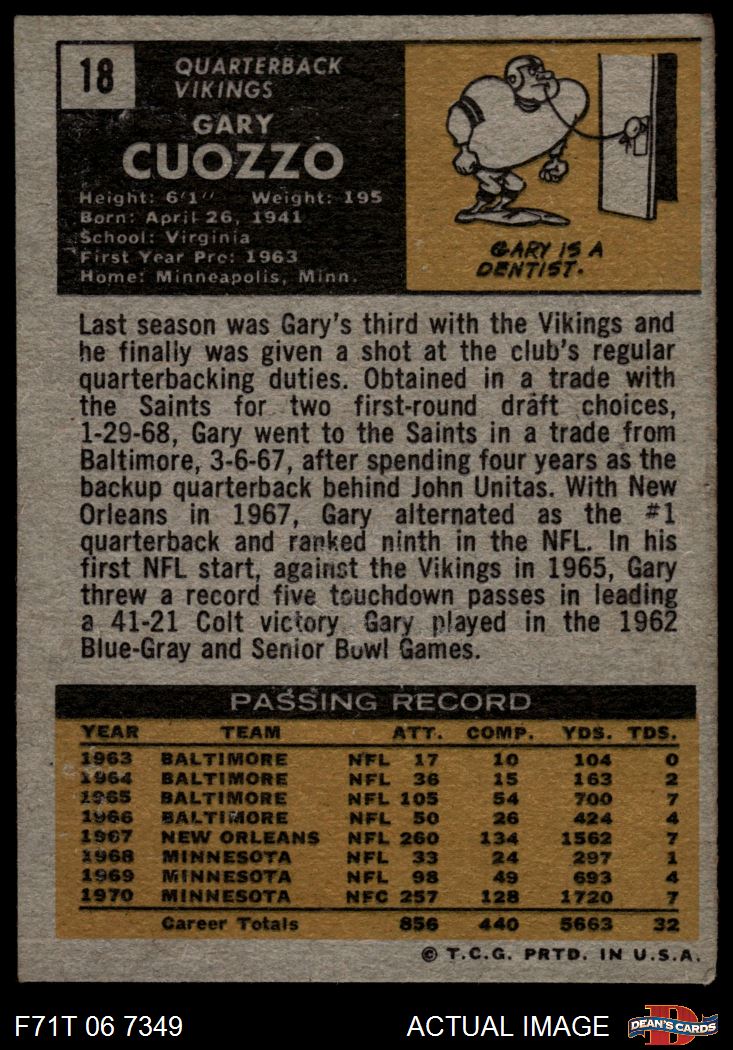 18
QUARTERBACK
VIKINGS
GARY
CUOZZO
Height: 6'1" Weight: 195
Born: April 26, 1941
School: Virginia
First Year Pro: 1963
Home: Minneapolis, Minn.
GARY IS A
DENTIST.
Last season was Gary's third with the Vikings and
he finally was given a shot at the club's regular
quarterbacking duties. Obtained in a trade with
the Saints for two first-round draft choices,
1-29-68, Gary went to the Saints in a trade from
Baltimore, 3-6-67, after spending four years as the
backup quarterback behind John Unitas. With New
Orleans in 1967, Gary alternated as the #1
quarterback and ranked ninth in the NFL. In his
first NFL start, against the Vikings in 1965, Gary
threw a record five touchdown passes in leading
a 41-21 Colt victory. Gary played in the 1962
Blue-Gray and Senior Bowl Games.
PASSING RECORD
YEAR TEAM ATT. COMP. YDS. TDS.
1963 BALTIMORE NFL 17 10 104 0
1964 BALTIMORE NFL 36 15 163 2
1965 BALTIMORE NFL 105 54 700 7
1966 BALTIMORE NFL 50 26 424 4
1967 NEW ORLEANS NFL 260 134 1562 7
1968 MINNESOTA NFL 33 24 297 1
1969 MINNESOTA NFL 98 49 693 4
1970 MINNESOTA NFC 257 128 1720 7
Career Totals 856 440 5663 32
© T.C.G. PRTD. IN U.S.A.
F71T 06 7349 ACTUAL IMAGE
D
DEAN'S CARDS